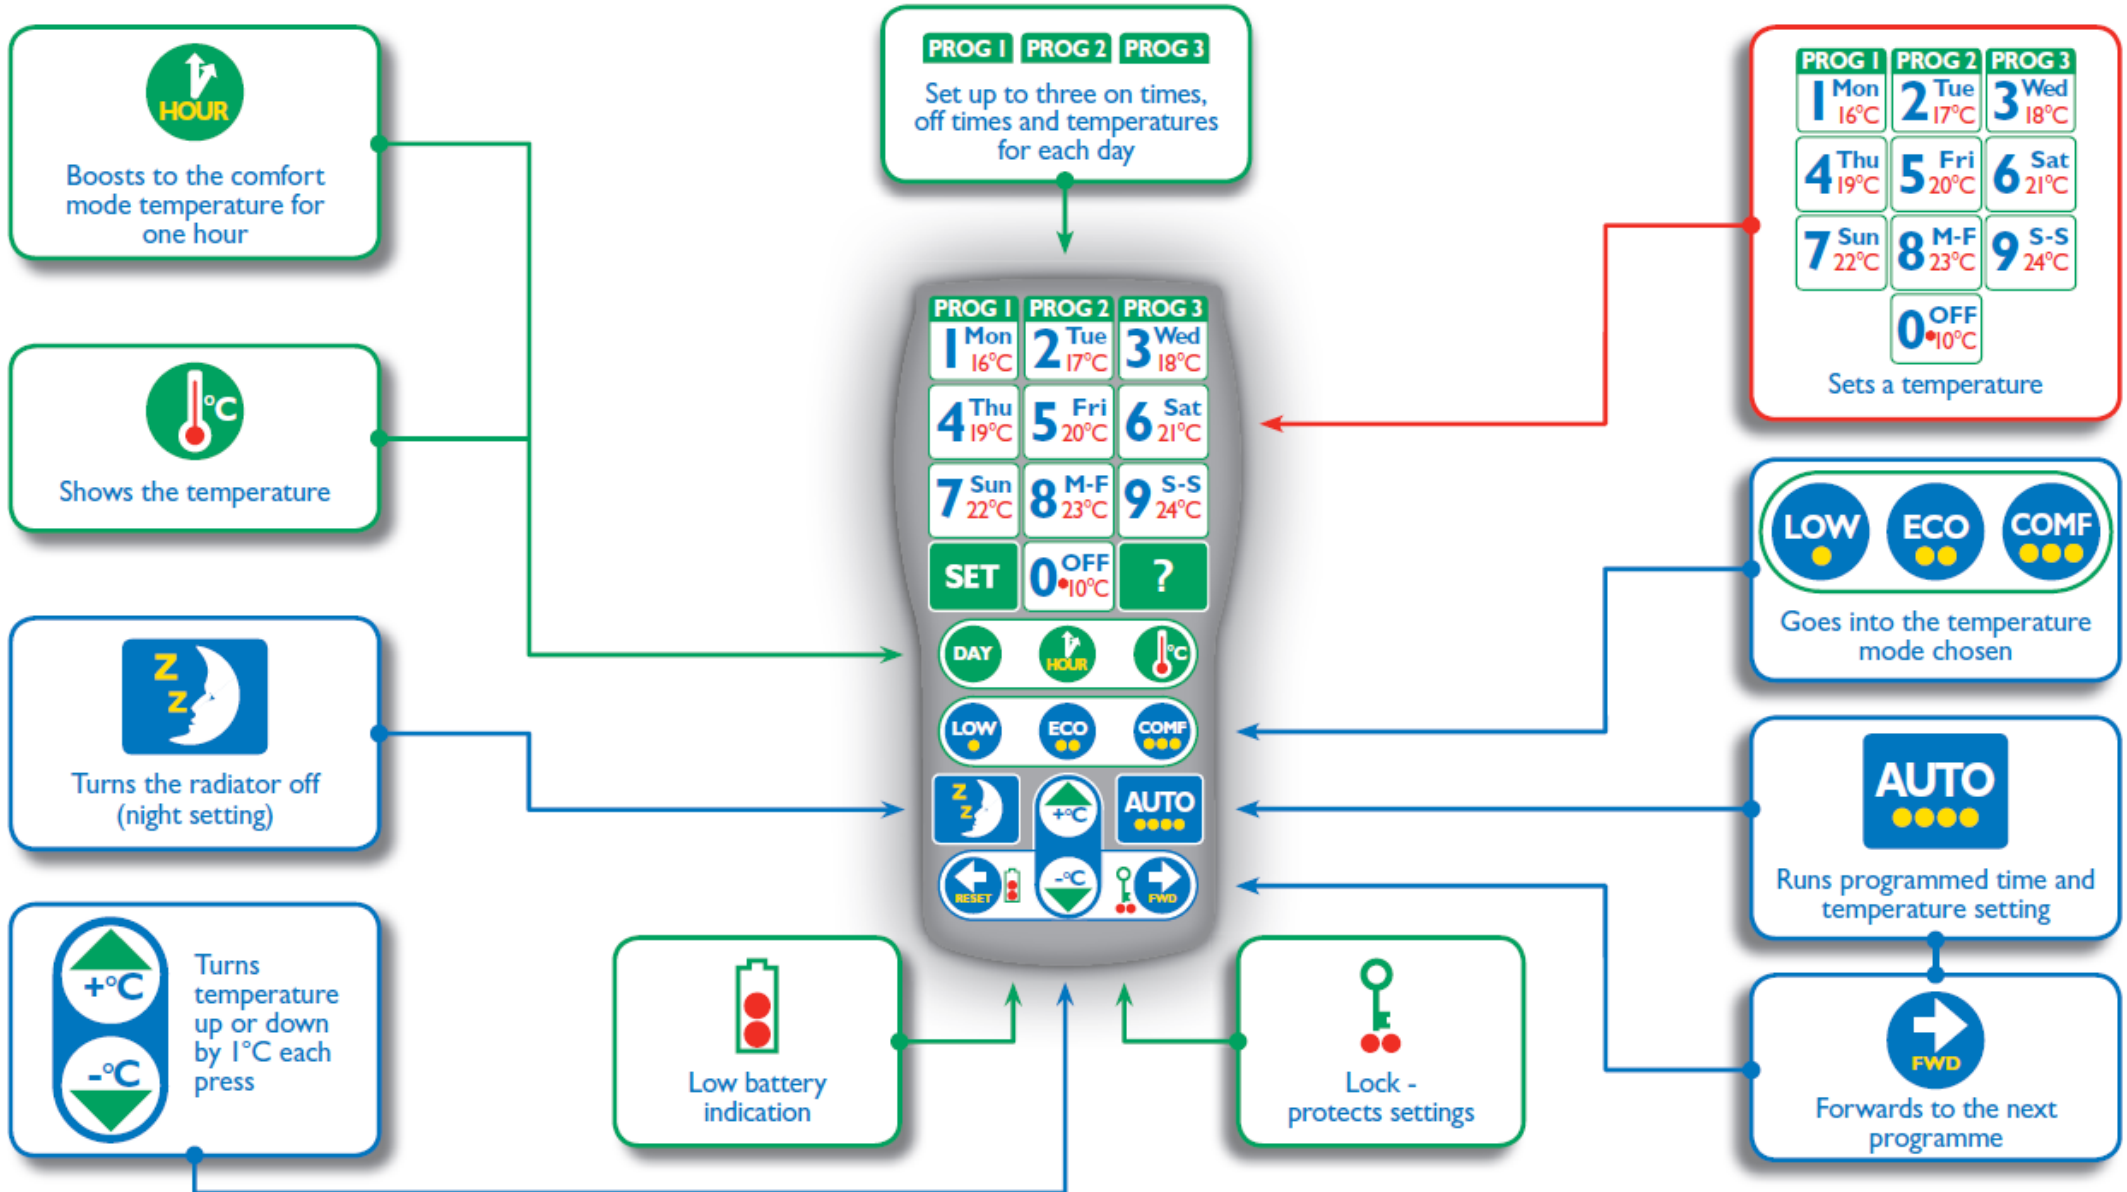 HOUR
Boosts to the comfort
mode temperature for
one hour
°C
Shows the temperature
Z
Z
Turns the radiator off
(night setting)
+°C
-°C
Turns
temperature
up or down
by 1°C each
press
PROG 1 PROG 2 PROG 3
Set up to three on times,
off times and temperatures
for each day
PROG 1 PROG 2 PROG 3
1 Mon 16°C 2 Tue 17°C 3 Wed 18°C
4 Thu 19°C 5 Fri 20°C 6 Sat 21°C
7 Sun 22°C 8 M-F 23°C 9 S-S 24°C
SET 0 OFF •10°C ?
DAY HOUR °C
LOW ECO COMF
Z
Z
+°C
AUTO
RESET -°C FWD
Low battery
indication
Lock -
protects settings
PROG 1 PROG 2 PROG 3
1 Mon 16°C 2 Tue 17°C 3 Wed 18°C
4 Thu 19°C 5 Fri 20°C 6 Sat 21°C
7 Sun 22°C 8 M-F 23°C 9 S-S 24°C
0 OFF •10°C
Sets a temperature
LOW ECO COMF
Goes into the temperature
mode chosen
AUTO
Runs programmed time and
temperature setting
FWD
Forwards to the next
programme